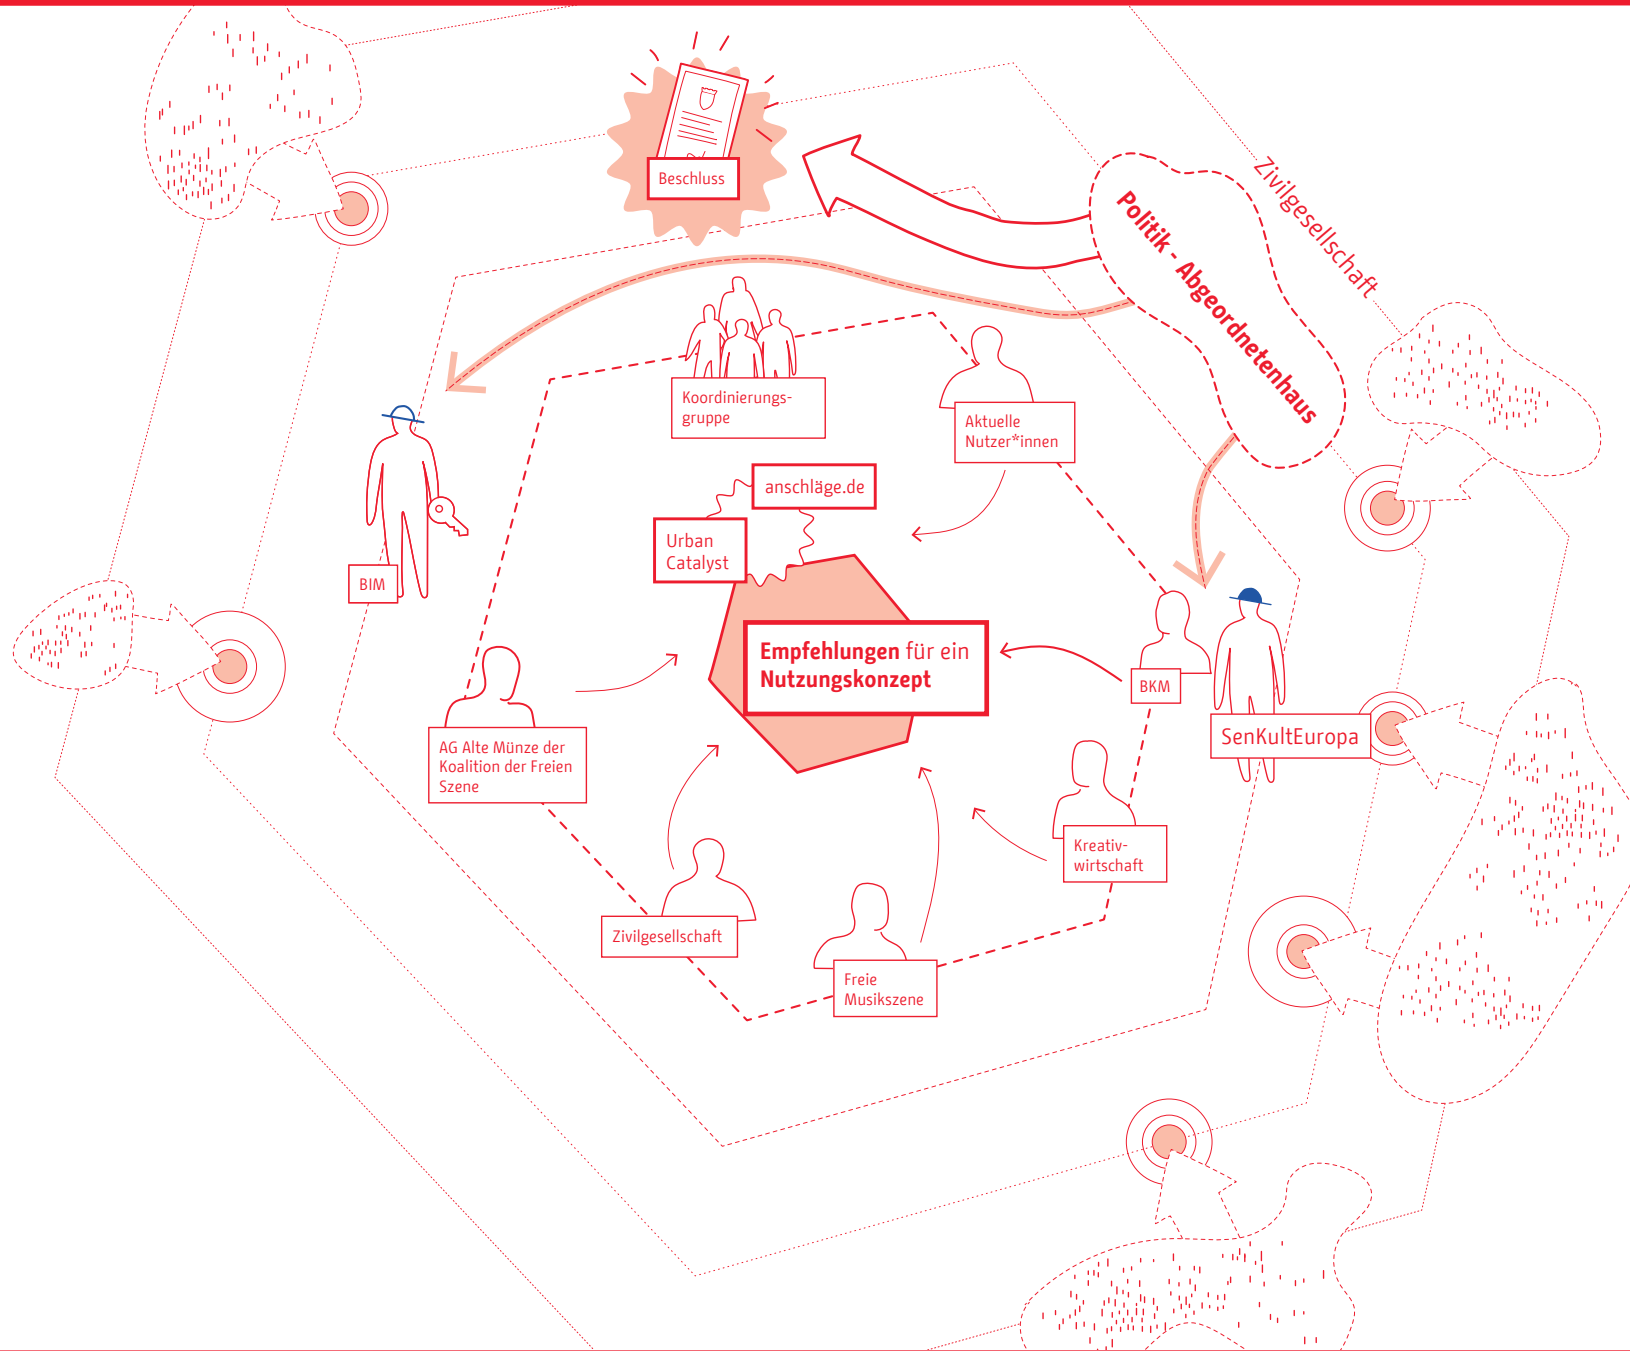 Beschluss
Zivilgesellschaft
Politik - Abgeordnetenhaus
Koordinierungs-
gruppe
Aktuelle
Nutzer*innen
anschläge.de
Urban
Catalyst
BIM
Empfehlungen für ein
Nutzungskonzept
BKM
SenKultEuropa
AG Alte Münze der
Koalition der Freien
Szene
Kreativ-
wirtschaft
Zivilgesellschaft
Freie
Musikszene